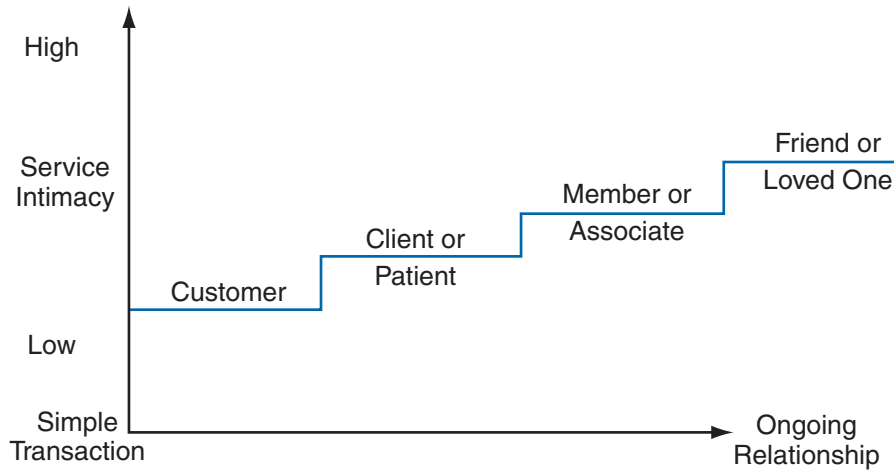 High
Service
Intimacy
Low
Simple
Transaction
Customer
Client or
Patient
Member or
Associate
Friend or
Loved One
Ongoing
Relationship